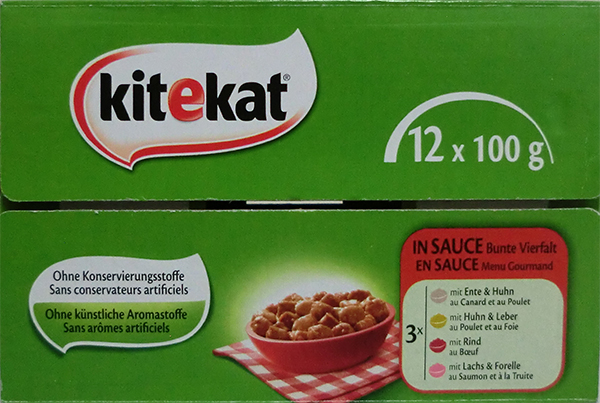 kitekat®
12 x 100 g
Ohne Konservierungsstoffe
Sans conservateurs artificiels
Ohne künstliche Aromastoffe
Sans arômes artificiels
IN SAUCE Bunte Vierfalt
EN SAUCE Menu Gourmand
3x
mit Ente & Huhn
au Canard et au Poulet
mit Huhn & Leber
au Poulet et au Foie
mit Rind
au Bœuf
mit Lachs & Forelle
au Saumon et à la Truite